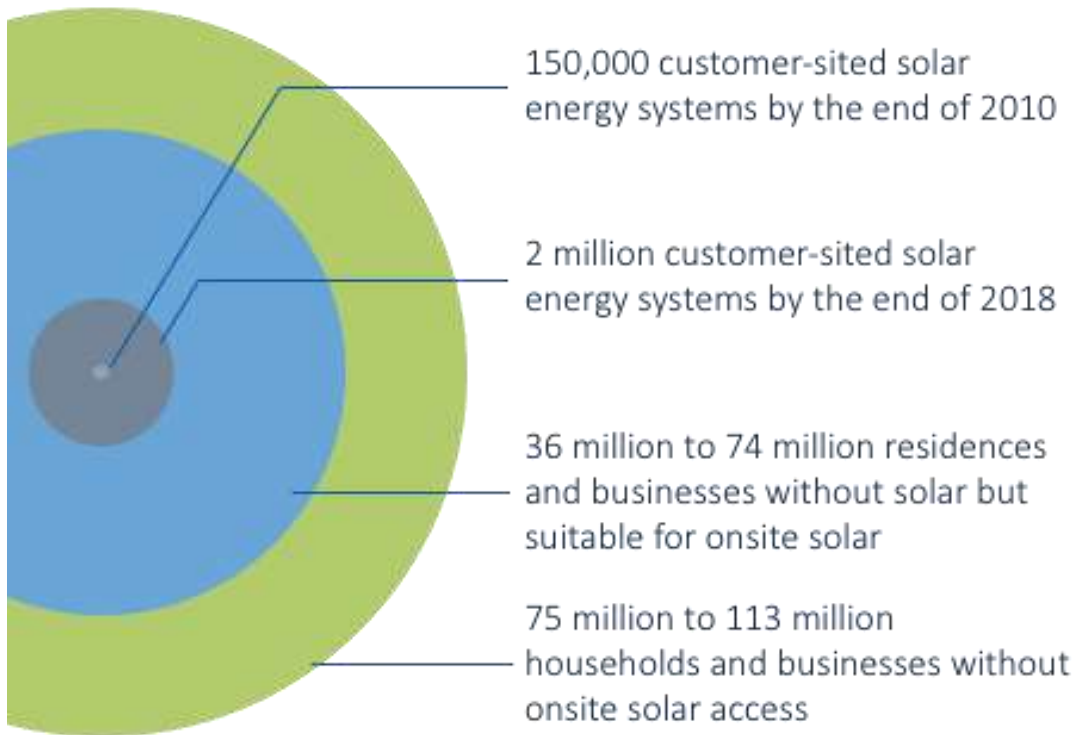 150,000 customer-sited solar
energy systems by the end of 2010
2 million customer-sited solar
energy systems by the end of 2018
36 million to 74 million residences
and businesses without solar but
suitable for onsite solar
75 million to 113 million
households and businesses without
onsite solar access